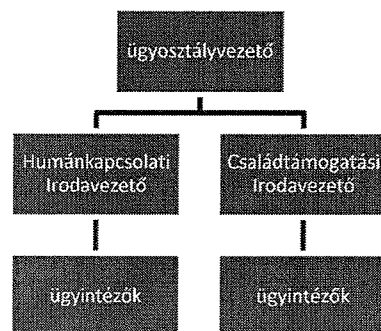 ügyosztályvezető
Humánkapcsolati
Irodavezető
Családtámogatási
Irodavezető
ügyintézők
ügyintézők